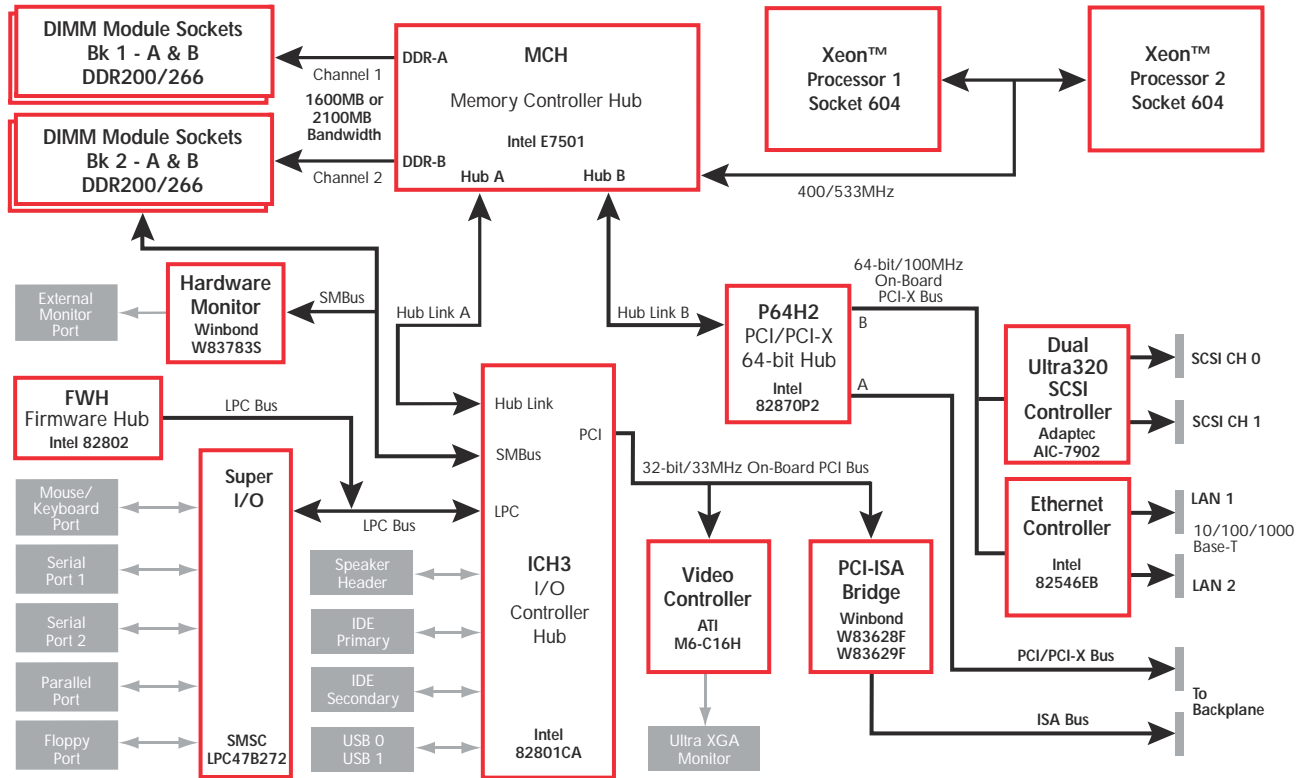 DIMM Module Sockets
Bk 1 - A & B
DDR200/266
DIMM Module Sockets
Bk 2 - A & B
DDR200/266
Channel 1
1600MB or
2100MB
Bandwidth
Channel 2
DDR-A
DDR-B
MCH
Memory Controller Hub
Intel E7501
Hub A
Hub B
Xeon™
Processor 1
Socket 604
Xeon™
Processor 2
Socket 604
400/533MHz
External
Monitor
Port
Hardware
Monitor
Winbond
W83783S
SMBus
Hub Link A
Hub Link B
P64H2
PCI/PCI-X
64-bit Hub
Intel
82870P2
B
A
64-bit/100MHz
On-Board
PCI-X Bus
Dual
Ultra320
SCSI
Controller
Adaptec
AIC-7902
SCSI CH 0
SCSI CH 1
FWH
Firmware Hub
Intel 82802
LPC Bus
Super
I/O
SMSC
LPC47B272
LPC Bus
Mouse/
Keyboard
Port
Serial
Port 1
Serial
Port 2
Parallel
Port
Floppy
Port
Hub Link
PCI
SMBus
LPC
ICH3
I/O
Controller
Hub
Intel
82801CA
Speaker
Header
IDE
Primary
IDE
Secondary
USB 0
USB 1
32-bit/33MHz On-Board PCI Bus
Video
Controller
ATI
M6-C16H
Ultra XGA
Monitor
PCI-ISA
Bridge
Winbond
W83628F
W83629F
Ethernet
Controller
Intel
82546EB
LAN 1
10/100/1000
Base-T
LAN 2
PCI/PCI-X Bus
ISA Bus
To
Backplane